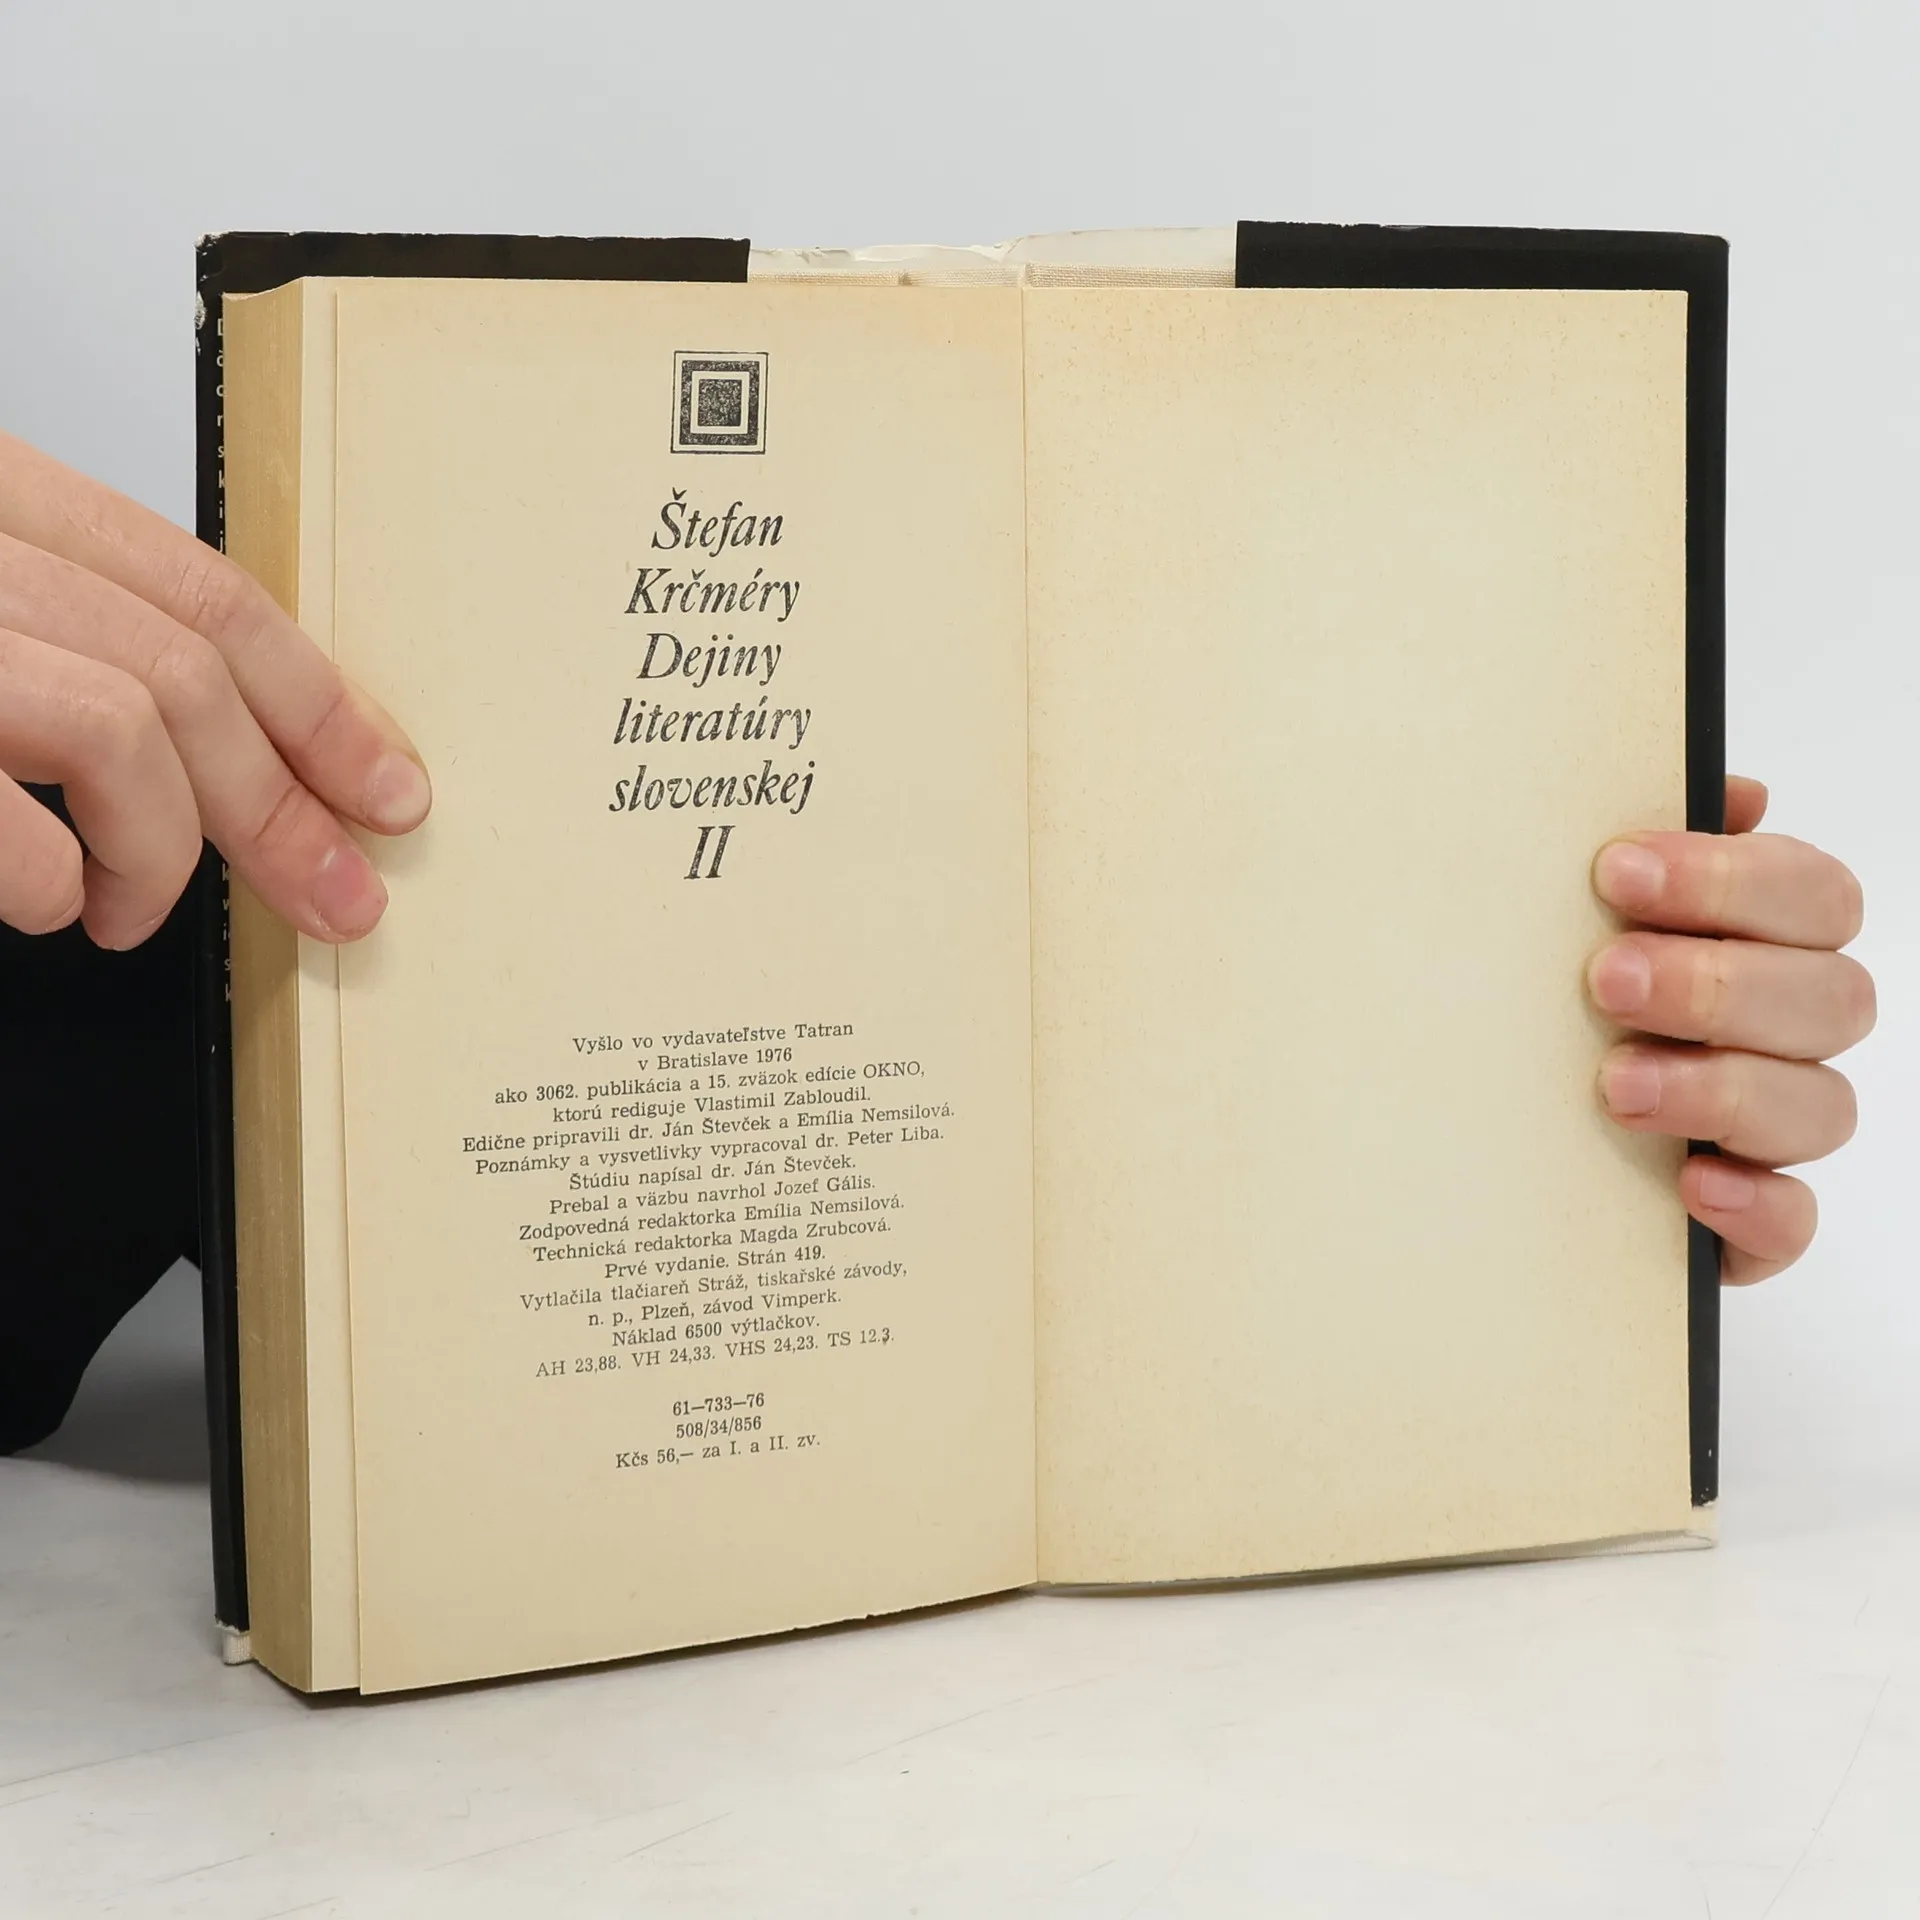 Štefan
Krčméry
Dejiny
literatúry
slovenskej
II
Vyšlo vo vydavateľstve Tatran
v Bratislave 1976
ako 3062. publikácia a 15. zväzok edície OKNO,
ktorú rediguje Vlastimil Zabloudil.
Edične pripravili dr. Ján Števček a Emília Nemsilová.
Poznámky a vysvetlivky vypracoval dr. Peter Liba.
Štúdiu napísal dr. Ján Števček.
Prebal a väzbu navrhol Jozef Gális.
Zodpovedná redaktorka Emília Nemsilová.
Technická redaktorka Magda Zrubcová.
Prvé vydanie. Strán 419.
Vytlačila tlačiareň Stráž, tiskařské závody,
n. p., Plzeň, závod Vimperk.
Náklad 6500 výtlačkov.
AH 23,88. VH 24,33. VHS 24,23. TS 12.3.
61—733—76
508/34/856
Kčs 56,— za I. a II. zv.